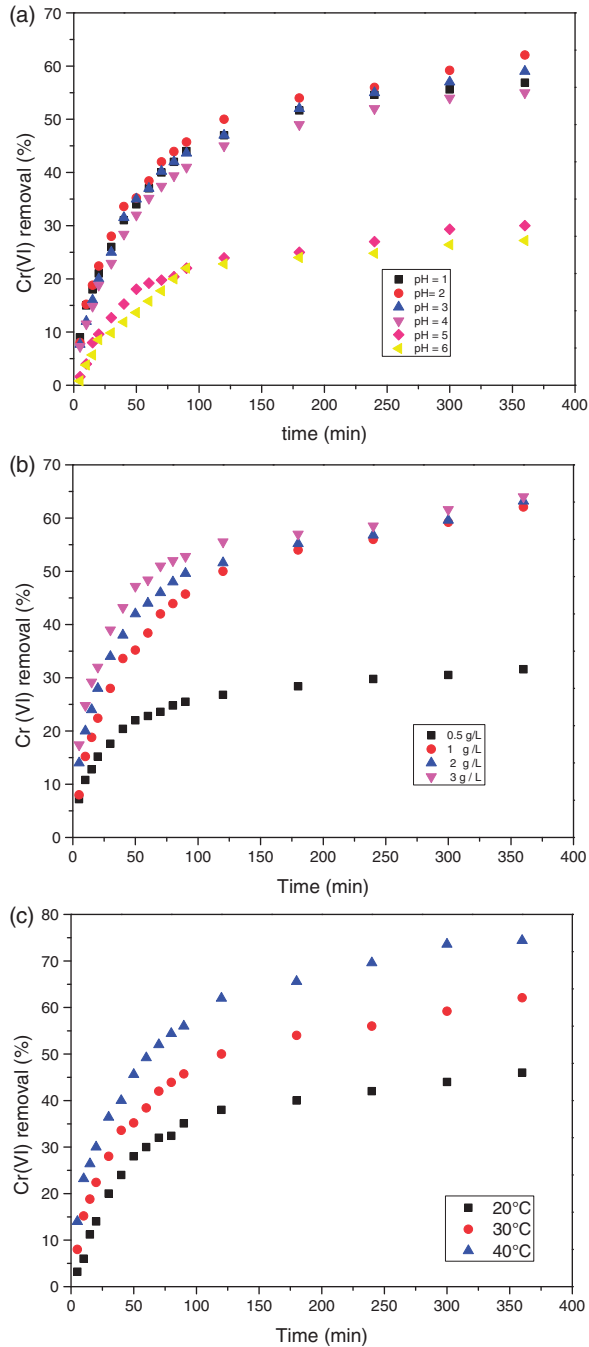 (a)
70
60
50
40
30
20
10
0
Cr(VI) removal (%)
pH = 1
pH= 2
pH = 3
pH = 4
pH = 5
pH = 6
0 50 100 150 200 250 300 350 400
time (min)
(b)
70
60
50
40
30
20
10
0
Cr (VI) removal (%)
0.5 g/L
1 g /L
2 g /L
3 g / L
0 50 100 150 200 250 300 350 400
Time (min)
(c)
80
70
60
50
40
30
20
10
0
Cr(VI) removal (%)
20°C
30°C
40°C
0 50 100 150 200 250 300 350 400
Time (min)